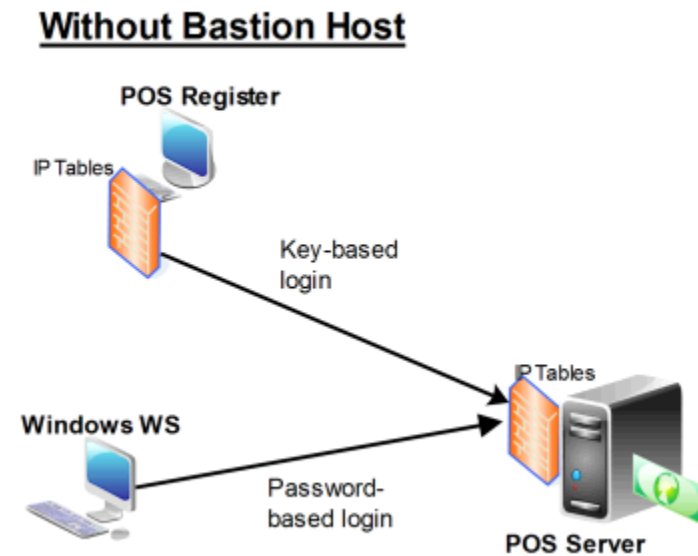 Without Bastion Host
POS Register
IP Tables
Key-based
login
IP Tables
Windows WS
Password-
based login
POS Server